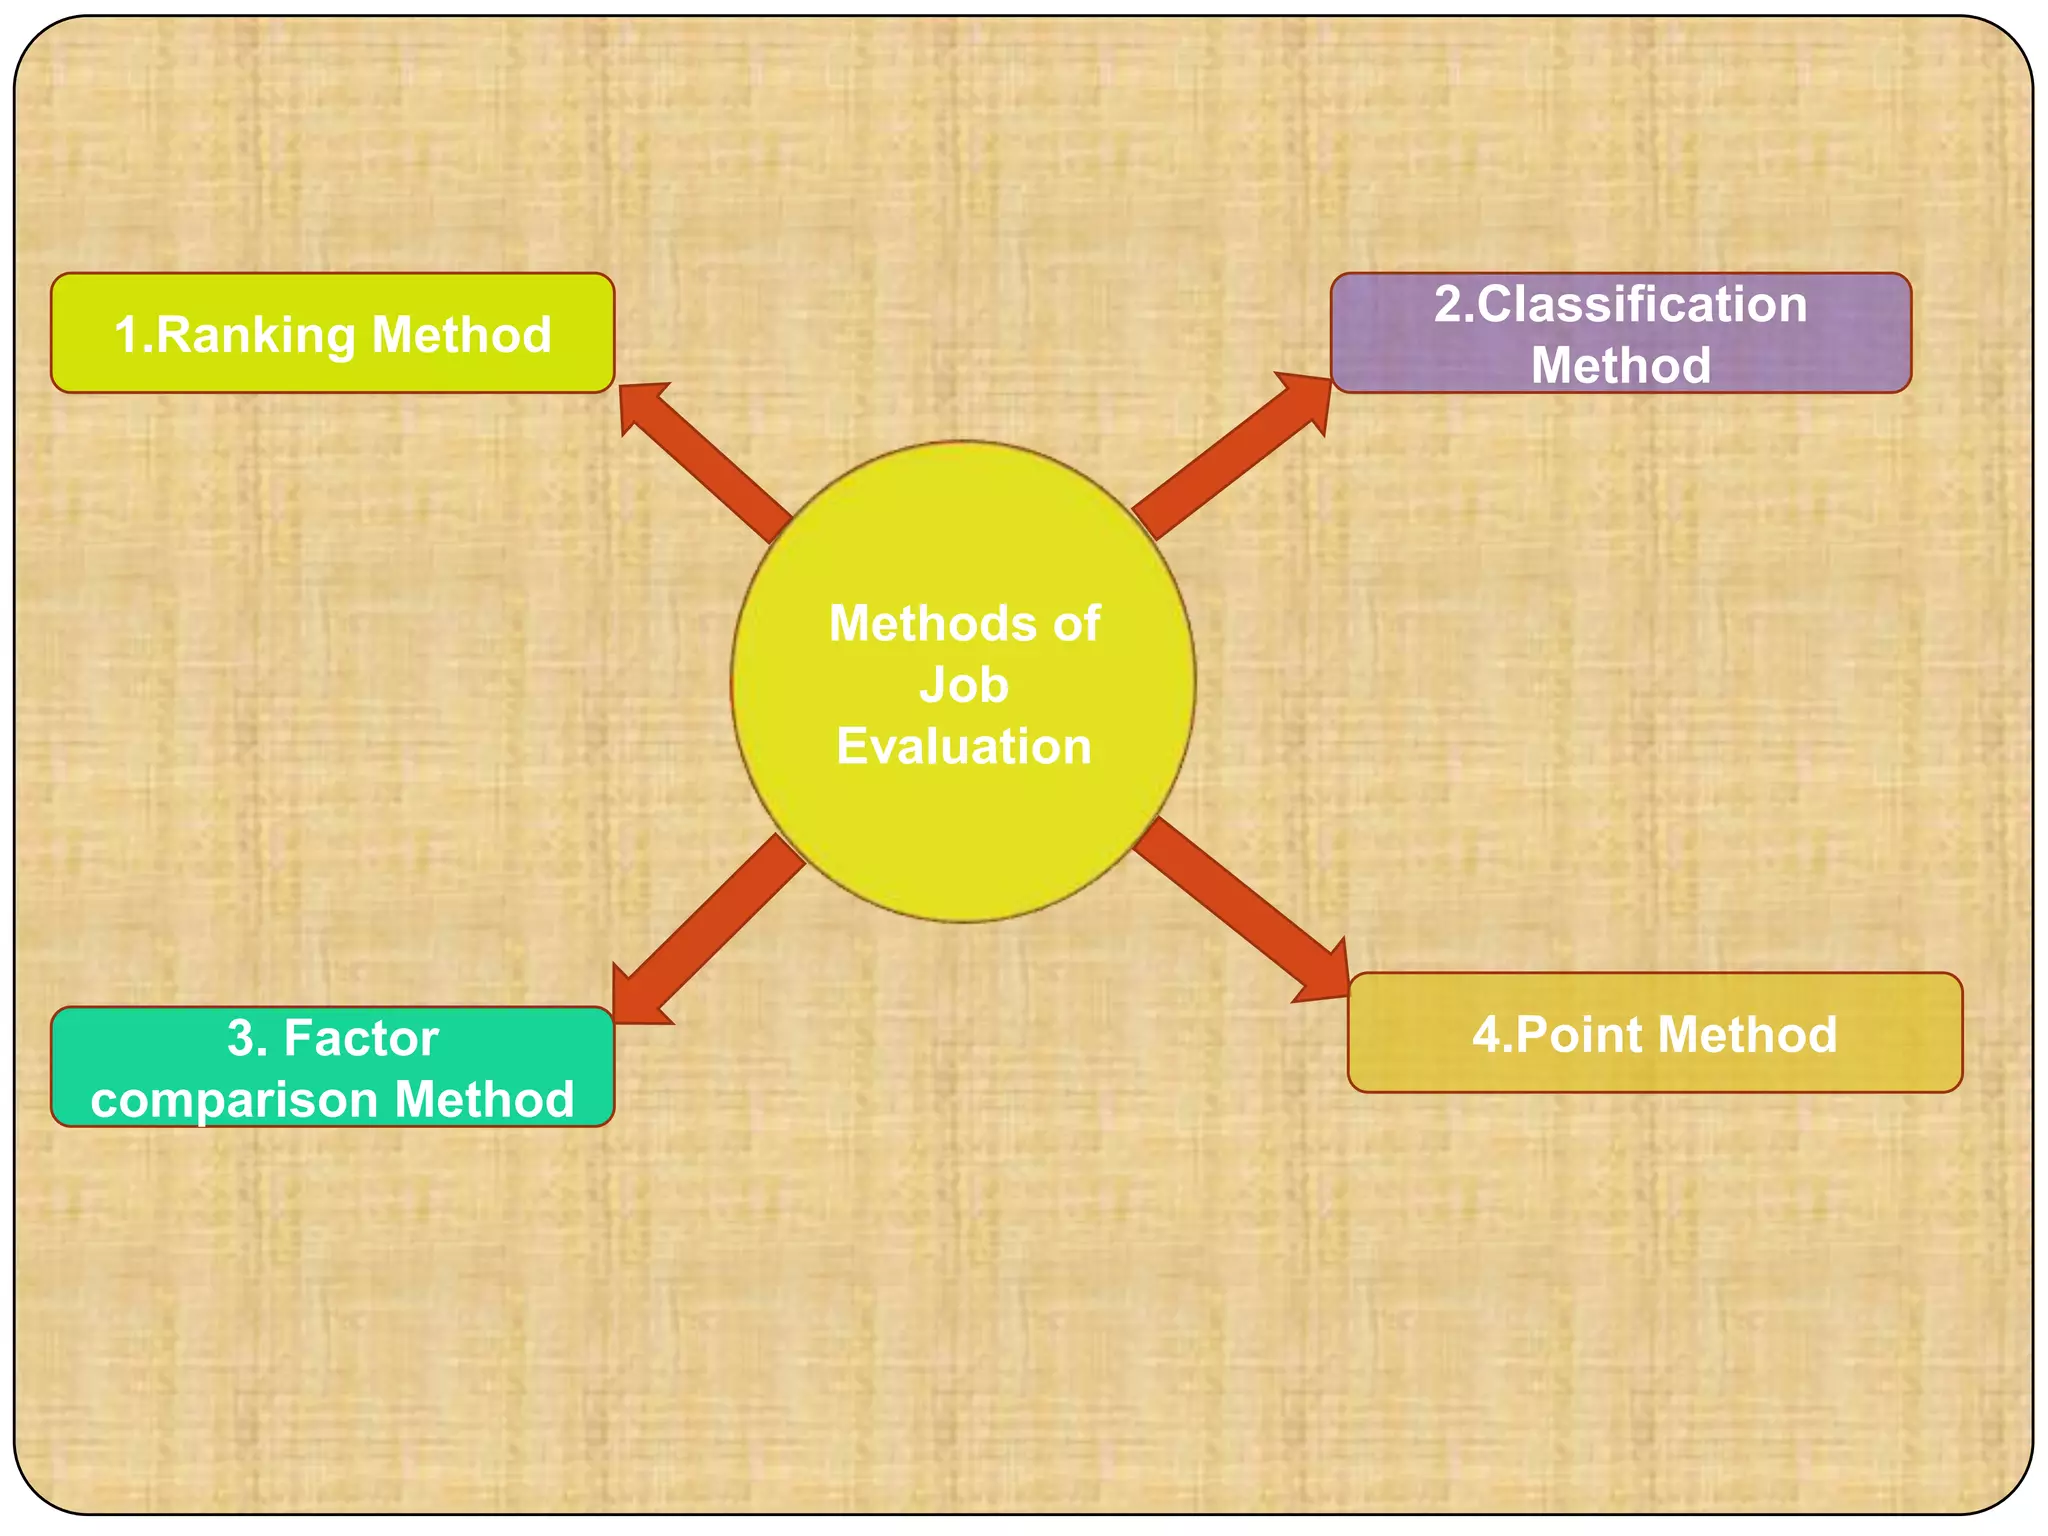 1.Ranking Method
2.Classification
Method
Methods of
Job
Evaluation
3. Factor
comparison Method
4.Point Method